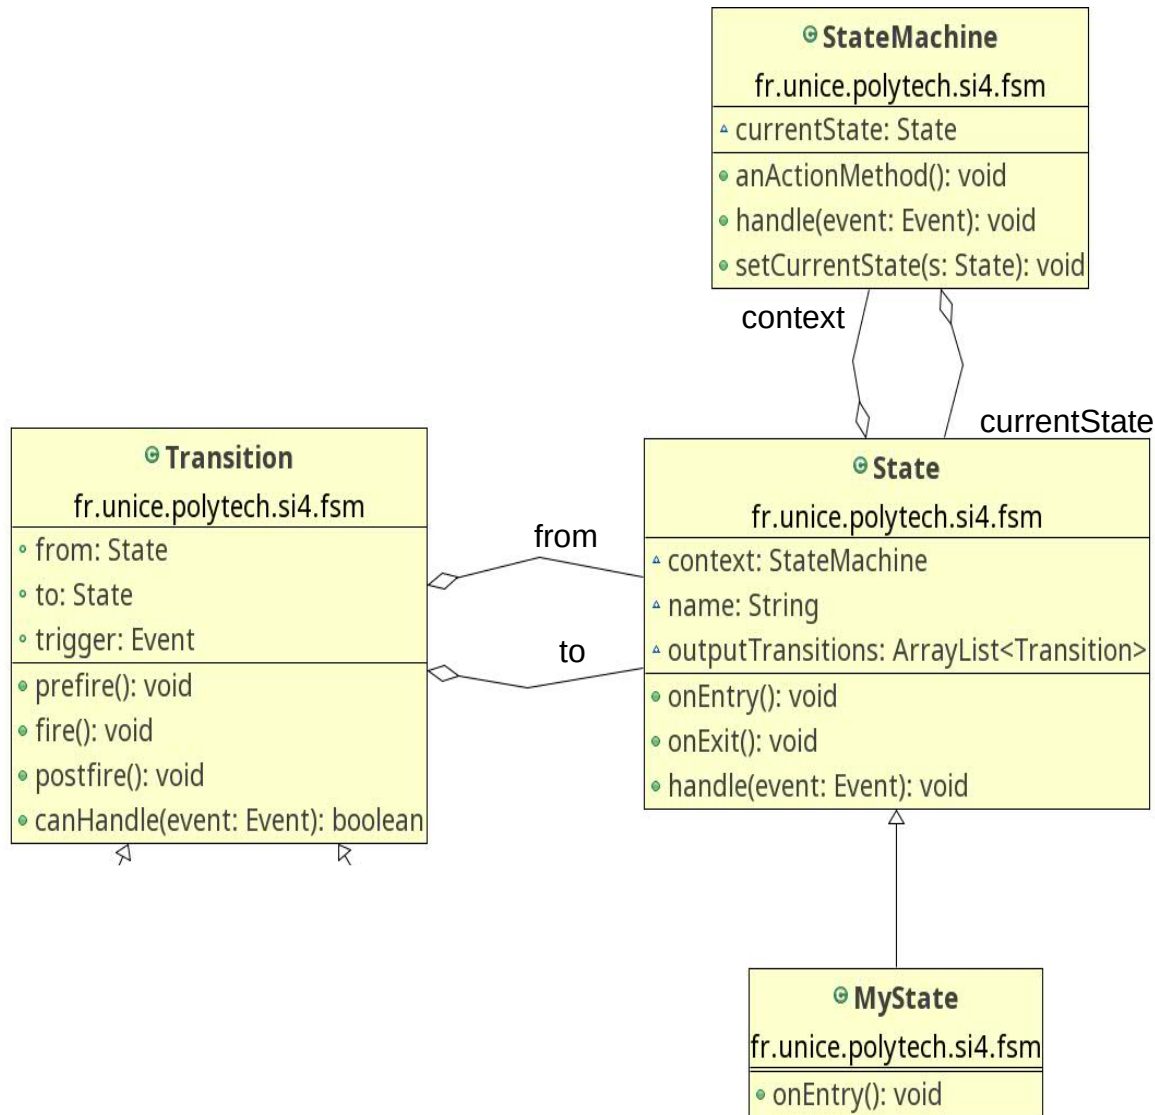 StateMachine
fr.unice.polytech.si4.fsm
currentState: State
anActionMethod(): void
handle(event: Event): void
setCurrentState(s: State): void
context
currentState
Transition
fr.unice.polytech.si4.fsm
from: State
to: State
trigger: Event
prefire(): void
fire(): void
postfire(): void
canHandle(event: Event): boolean
from
to
State
fr.unice.polytech.si4.fsm
context: StateMachine
name: String
outputTransitions: ArrayList<Transition>
onEntry(): void
onExit(): void
handle(event: Event): void
MyState
fr.unice.polytech.si4.fsm
onEntry(): void